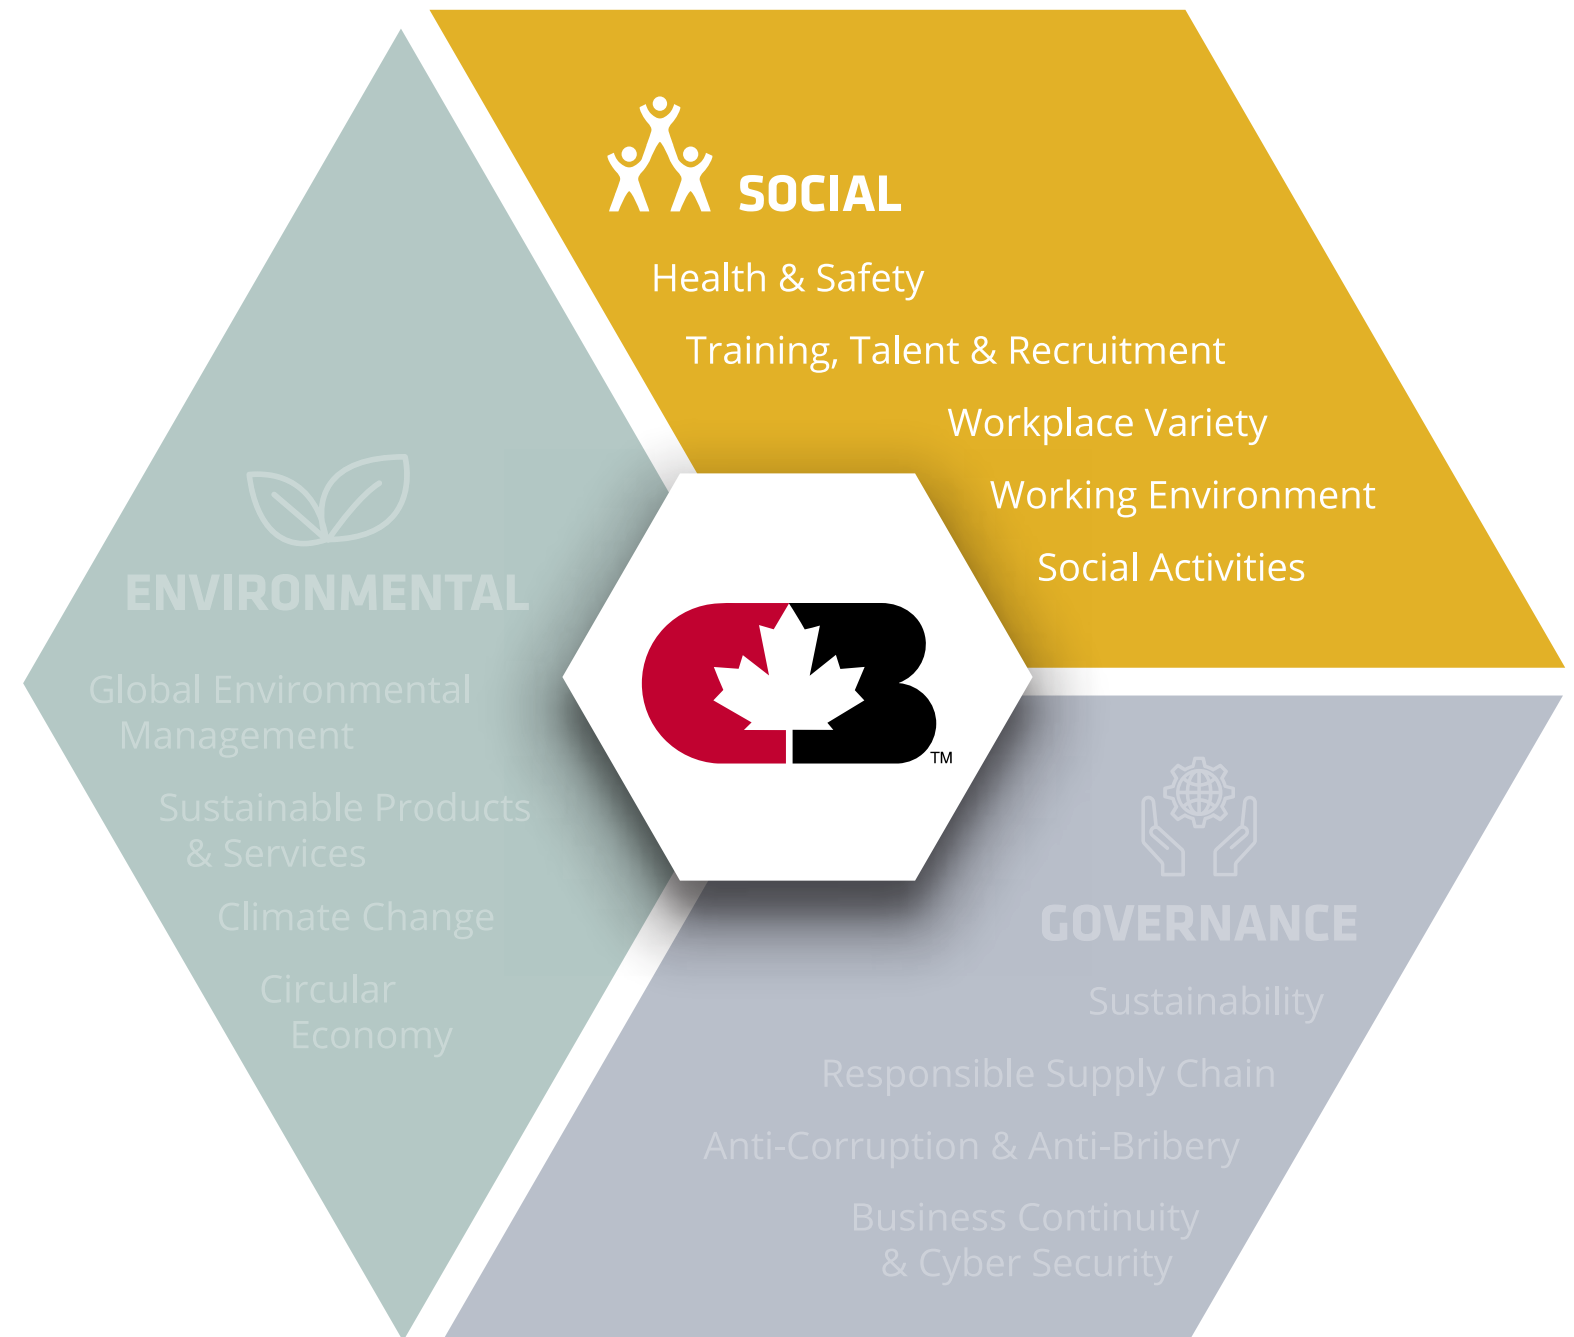 SOCIAL
Health & Safety
Training, Talent & Recruitment
Workplace Variety
Working Environment
Social Activities
ENVIRONMENTAL
Global Environmental
Management
Sustainable Products
& Services
Climate Change
Circular
Economy
CB
TM
GOVERNANCE
Sustainability
Responsible Supply Chain
Anti-Corruption & Anti-Bribery
Business Continuity
& Cyber Security